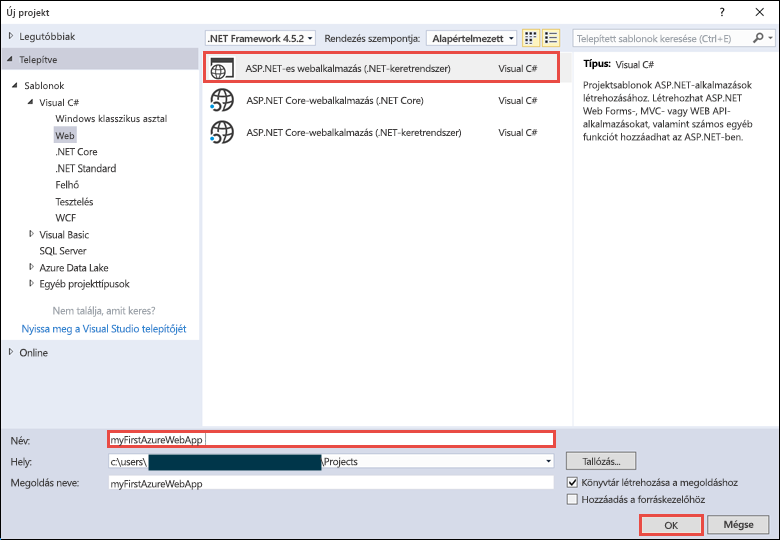 Új projekt
?
Legutóbbiak
.NET Framework 4.5.2
Rendezés szempontja:
Alapértelmezett
Telepített sablonok keresése (Ctrl+E)
Telepítve
Sablonok
Visual C#
Windows klasszikus asztal
Web
.NET Core
.NET Standard
Felhő
Tesztelés
WCF
Visual Basic
SQL Server
Azure Data Lake
Egyéb projekttípusok
Nem találja, amit keres?
Nyissa meg a Visual Studio telepítőjét
Online
ASP.NET-es webalkalmazás (.NET-keretrendszer) Visual C#
ASP.NET Core-webalkalmazás (.NET Core) Visual C#
ASP.NET Core-webalkalmazás (.NET-keretrendszer) Visual C#
Típus: Visual C#
Projektsablonok ASP.NET-alkalmazások
létrehozásához. Létrehozhat ASP.NET
Web Forms-, MVC- vagy WEB API-
alkalmazásokat, valamint számos egyéb
funkciót hozzáadhat az ASP.NET-ben.
Név: myFirstAzureWebApp
Hely: c:\users\ \Projects
Tallózás...
Megoldás neve: myFirstAzureWebApp
Könyvtár létrehozása a megoldáshoz
Hozzáadás a forráskezelőhöz
OK
Mégse